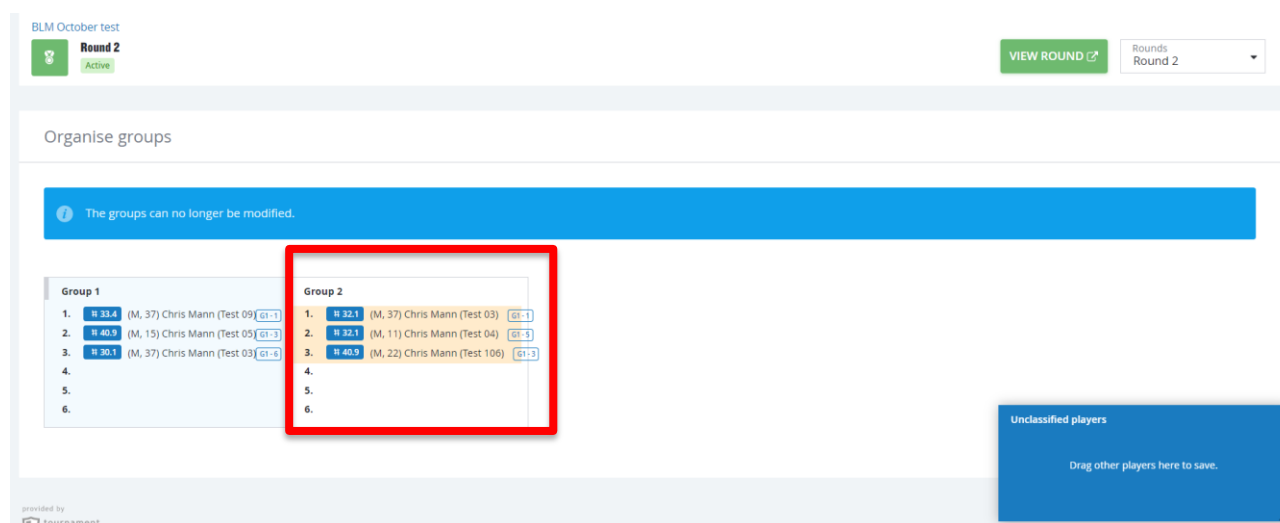 BLM October test
Round 2
Active
VIEW ROUND
Rounds
Round 2
Organise groups
The groups can no longer be modified.
Group 1
1. 33.4 (M, 37) Chris Mann (Test 09) G1 - 1
2. 40.9 (M, 15) Chris Mann (Test 05) G1 - 3
3. 30.1 (M, 37) Chris Mann (Test 03) G1 - 6
4.
5.
6.
Group 2
1. 32.1 (M, 37) Chris Mann (Test 03) G1 - 1
2. 32.1 (M, 11) Chris Mann (Test 04) G1 - 5
3. 40.9 (M, 22) Chris Mann (Test 106) G1 - 3
4.
5.
6.
Unclassified players
Drag other players here to save.
provided by
tournament